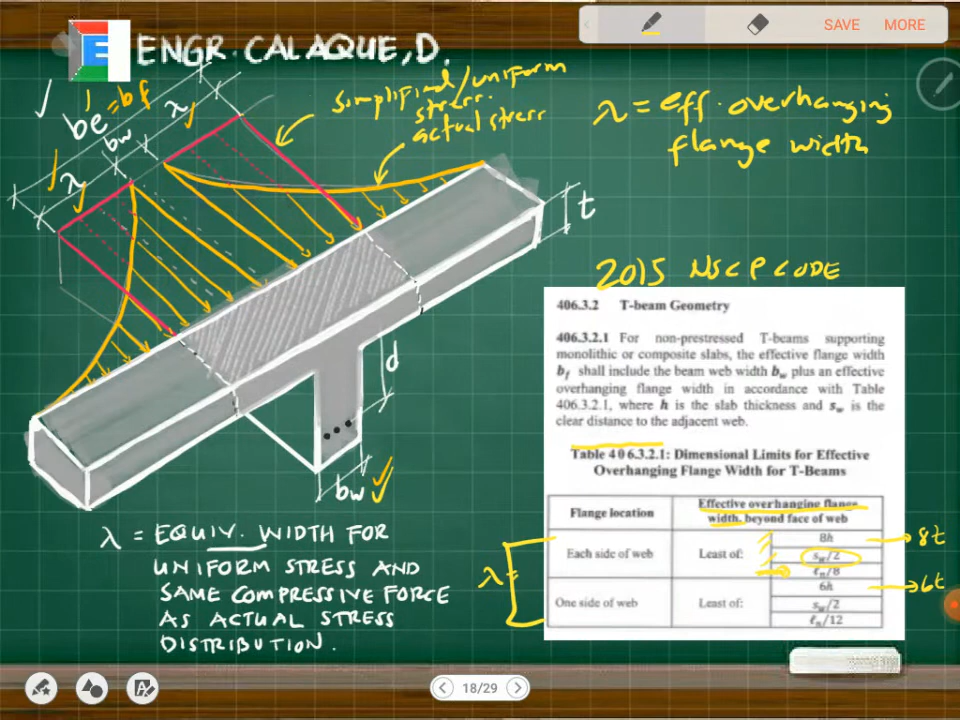 SAVE
MORE
E
ENGR. CALAQUE, D.
be'=bf
λ
bw
λ
simplified/uniform
stress.
actual stress
λ = eff. overhanging
flange width
t
d
bw
2015 NSCP CODE
406.3.2 T-beam Geometry
406.3.2.1 For non-prestressed T-beams supporting
monolithic or composite slabs, the effective flange width
bf shall include the beam web width bw plus an effective
overhanging flange width in accordance with Table
406.3.2.1, where h is the slab thickness and sw is the
clear distance to the adjacent web.
Table 406.3.2.1: Dimensional Limits for Effective
Overhanging Flange Width for T-Beams
Flange location
Effective overhanging flange
width, beyond face of web
Each side of web
Least of:
8h
sw/2
ℓn/8
One side of web
Least of:
6h
sw/2
ℓn/12
8t
6t
λ
λ = EQUIV. WIDTH FOR
UNIFORM STRESS AND
SAME COMPRESSIVE FORCE
AS ACTUAL STRESS
DISTRIBUTION.
18/29